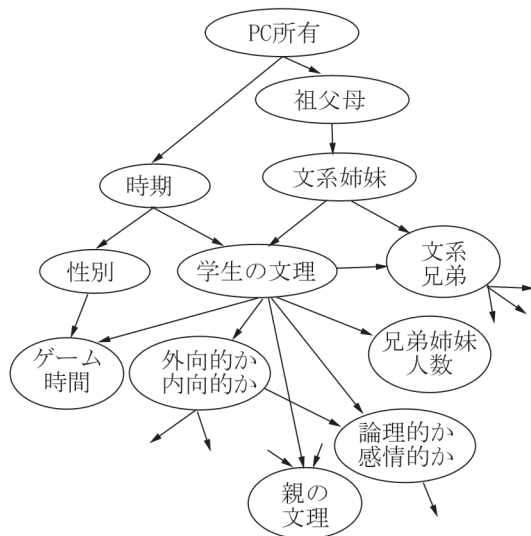 PC所有
祖父母
時期
文系姉妹
性別
学生の文理
文系
兄弟
ゲーム
時間
外向的か
内向的か
兄弟姉妹
人数
論理的か
感情的か
親の
文理